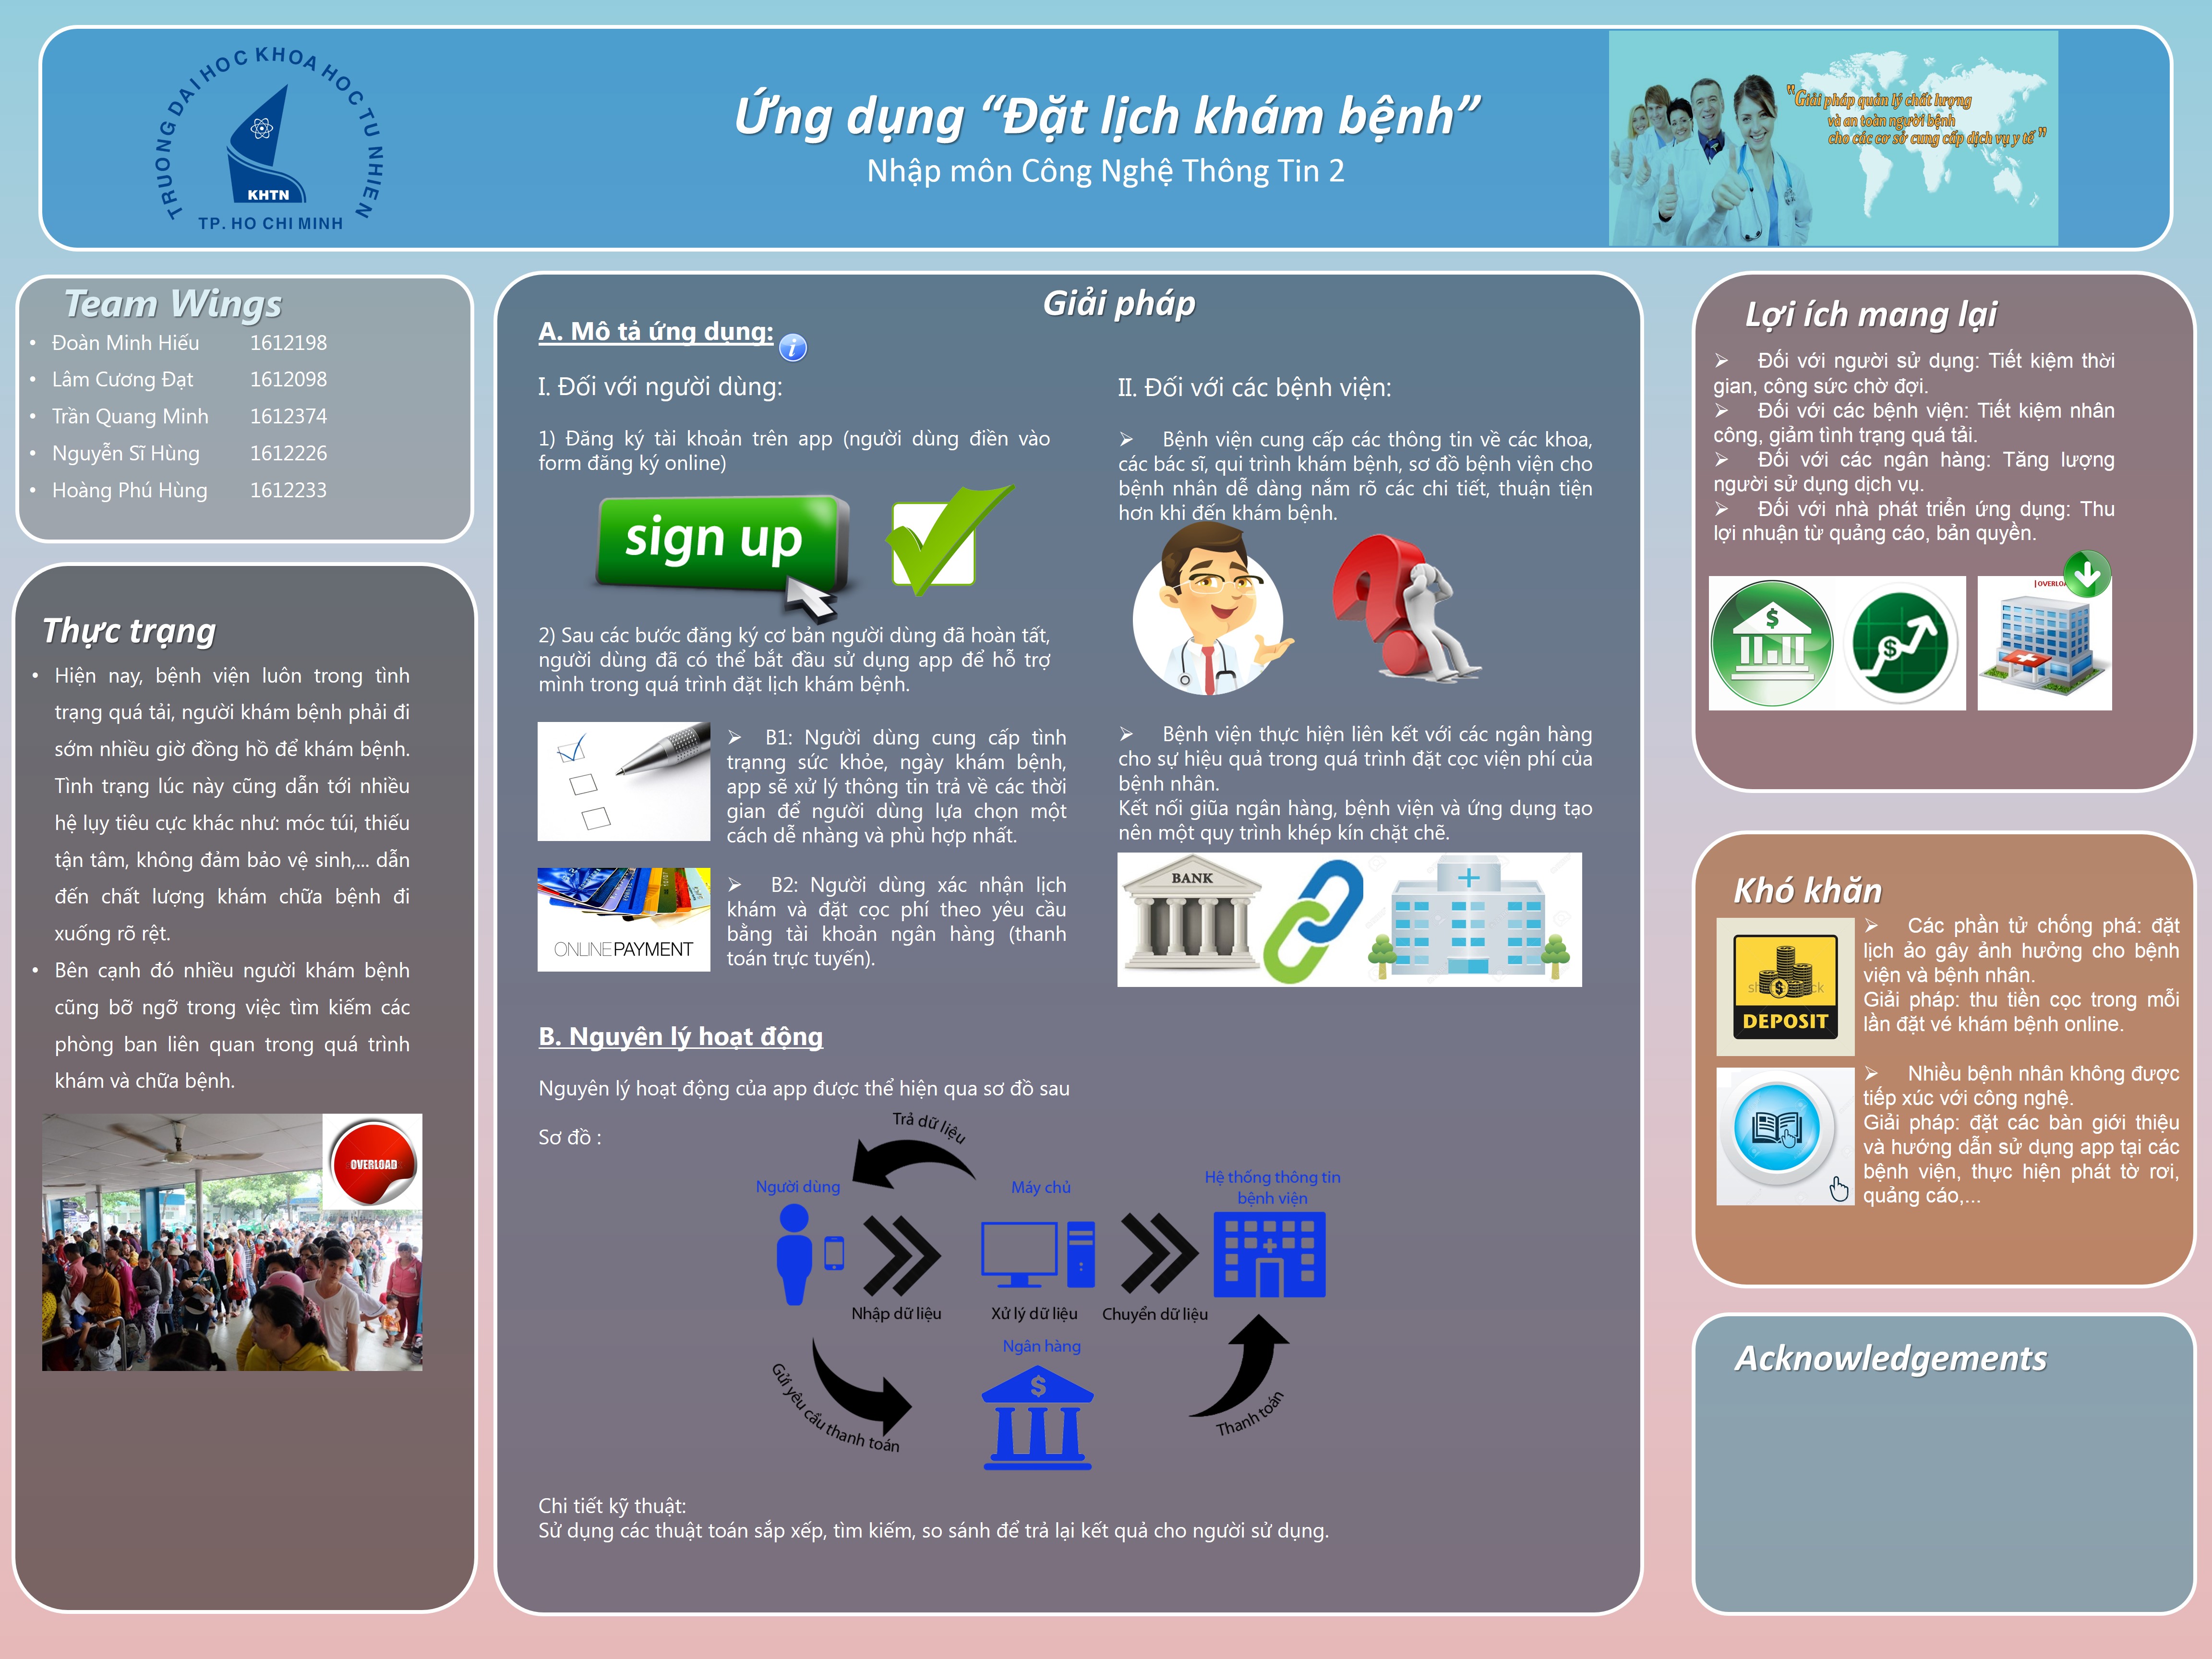 TRUONG DAI HOC KHOA HOC TU NHIEN
KHTN
TP. HO CHI MINH
Ứng dụng “Đặt lịch khám bệnh”
Nhập môn Công Nghệ Thông Tin 2
"Giải pháp quản lý chất lượng
và an toàn người bệnh
cho các cơ sở cung cấp dịch vụ y tế"
Team Wings
• Đoàn Minh Hiếu 1612198
• Lâm Cương Đạt 1612098
• Trần Quang Minh 1612374
• Nguyễn Sĩ Hùng 1612226
• Hoàng Phú Hùng 1612233
Thực trạng
• Hiện nay, bệnh viện luôn trong tình
trạng quá tải, người khám bệnh phải đi
sớm nhiều giờ đồng hồ để khám bệnh.
Tình trạng lúc này cũng dẫn tới nhiều
hệ lụy tiêu cực khác như: móc túi, thiếu
tận tâm, không đảm bảo vệ sinh,... dẫn
đến chất lượng khám chữa bệnh đi
xuống rõ rệt.
• Bên cạnh đó nhiều người khám bệnh
cũng bỡ ngỡ trong việc tìm kiếm các
phòng ban liên quan trong quá trình
khám và chữa bệnh.
OVERLOAD
Giải pháp
A. Mô tả ứng dụng:
i
I. Đối với người dùng:
1) Đăng ký tài khoản trên app (người dùng điền vào
form đăng ký online)
sign up
2) Sau các bước đăng ký cơ bản người dùng đã hoàn tất,
người dùng đã có thể bắt đầu sử dụng app để hỗ trợ
mình trong quá trình đặt lịch khám bệnh.
➢ B1: Người dùng cung cấp tình
trạnng sức khỏe, ngày khám bệnh,
app sẽ xử lý thông tin trả về các thời
gian để người dùng lựa chọn một
cách dễ nhàng và phù hợp nhất.
ONLINEPAYMENT
➢ B2: Người dùng xác nhận lịch
khám và đặt cọc phí theo yêu cầu
bằng tài khoản ngân hàng (thanh
toán trực tuyến).
II. Đối với các bệnh viện:
➢ Bệnh viện cung cấp các thông tin về các khoa,
các bác sĩ, qui trình khám bệnh, sơ đồ bệnh viện cho
bệnh nhân dễ dàng nắm rõ các chi tiết, thuận tiện
hơn khi đến khám bệnh.
➢ Bệnh viện thực hiện liên kết với các ngân hàng
cho sự hiệu quả trong quá trình đặt cọc viện phí của
bệnh nhân.
Kết nối giữa ngân hàng, bệnh viện và ứng dụng tạo
nên một quy trình khép kín chặt chẽ.
BANK
B. Nguyên lý hoạt động
Nguyên lý hoạt động của app được thể hiện qua sơ đồ sau
Sơ đồ :
Trả dữ liệu
Người dùng
Máy chủ
Hệ thống thông tin
bệnh viện
Nhập dữ liệu
Xử lý dữ liệu
Chuyển dữ liệu
Ngân hàng
$
Gửi yêu cầu thanh toán
Thanh toán
Chi tiết kỹ thuật:
Sử dụng các thuật toán sắp xếp, tìm kiếm, so sánh để trả lại kết quả cho người sử dụng.
Lợi ích mang lại
➢ Đối với người sử dụng: Tiết kiệm thời
gian, công sức chờ đợi.
➢ Đối với các bệnh viện: Tiết kiệm nhân
công, giảm tình trạng quá tải.
➢ Đối với các ngân hàng: Tăng lượng
người sử dụng dịch vụ.
➢ Đối với nhà phát triển ứng dụng: Thu
lợi nhuận từ quảng cáo, bản quyền.
$
$
Khó khăn
DEPOSIT
➢ Các phần tử chống phá: đặt
lịch ảo gây ảnh hưởng cho bệnh
viện và bệnh nhân.
Giải pháp: thu tiền cọc trong mỗi
lần đặt vé khám bệnh online.
➢ Nhiều bệnh nhân không được
tiếp xúc với công nghệ.
Giải pháp: đặt các bàn giới thiệu
và hướng dẫn sử dụng app tại các
bệnh viện, thực hiện phát tờ rơi,
quảng cáo,...
Acknowledgements